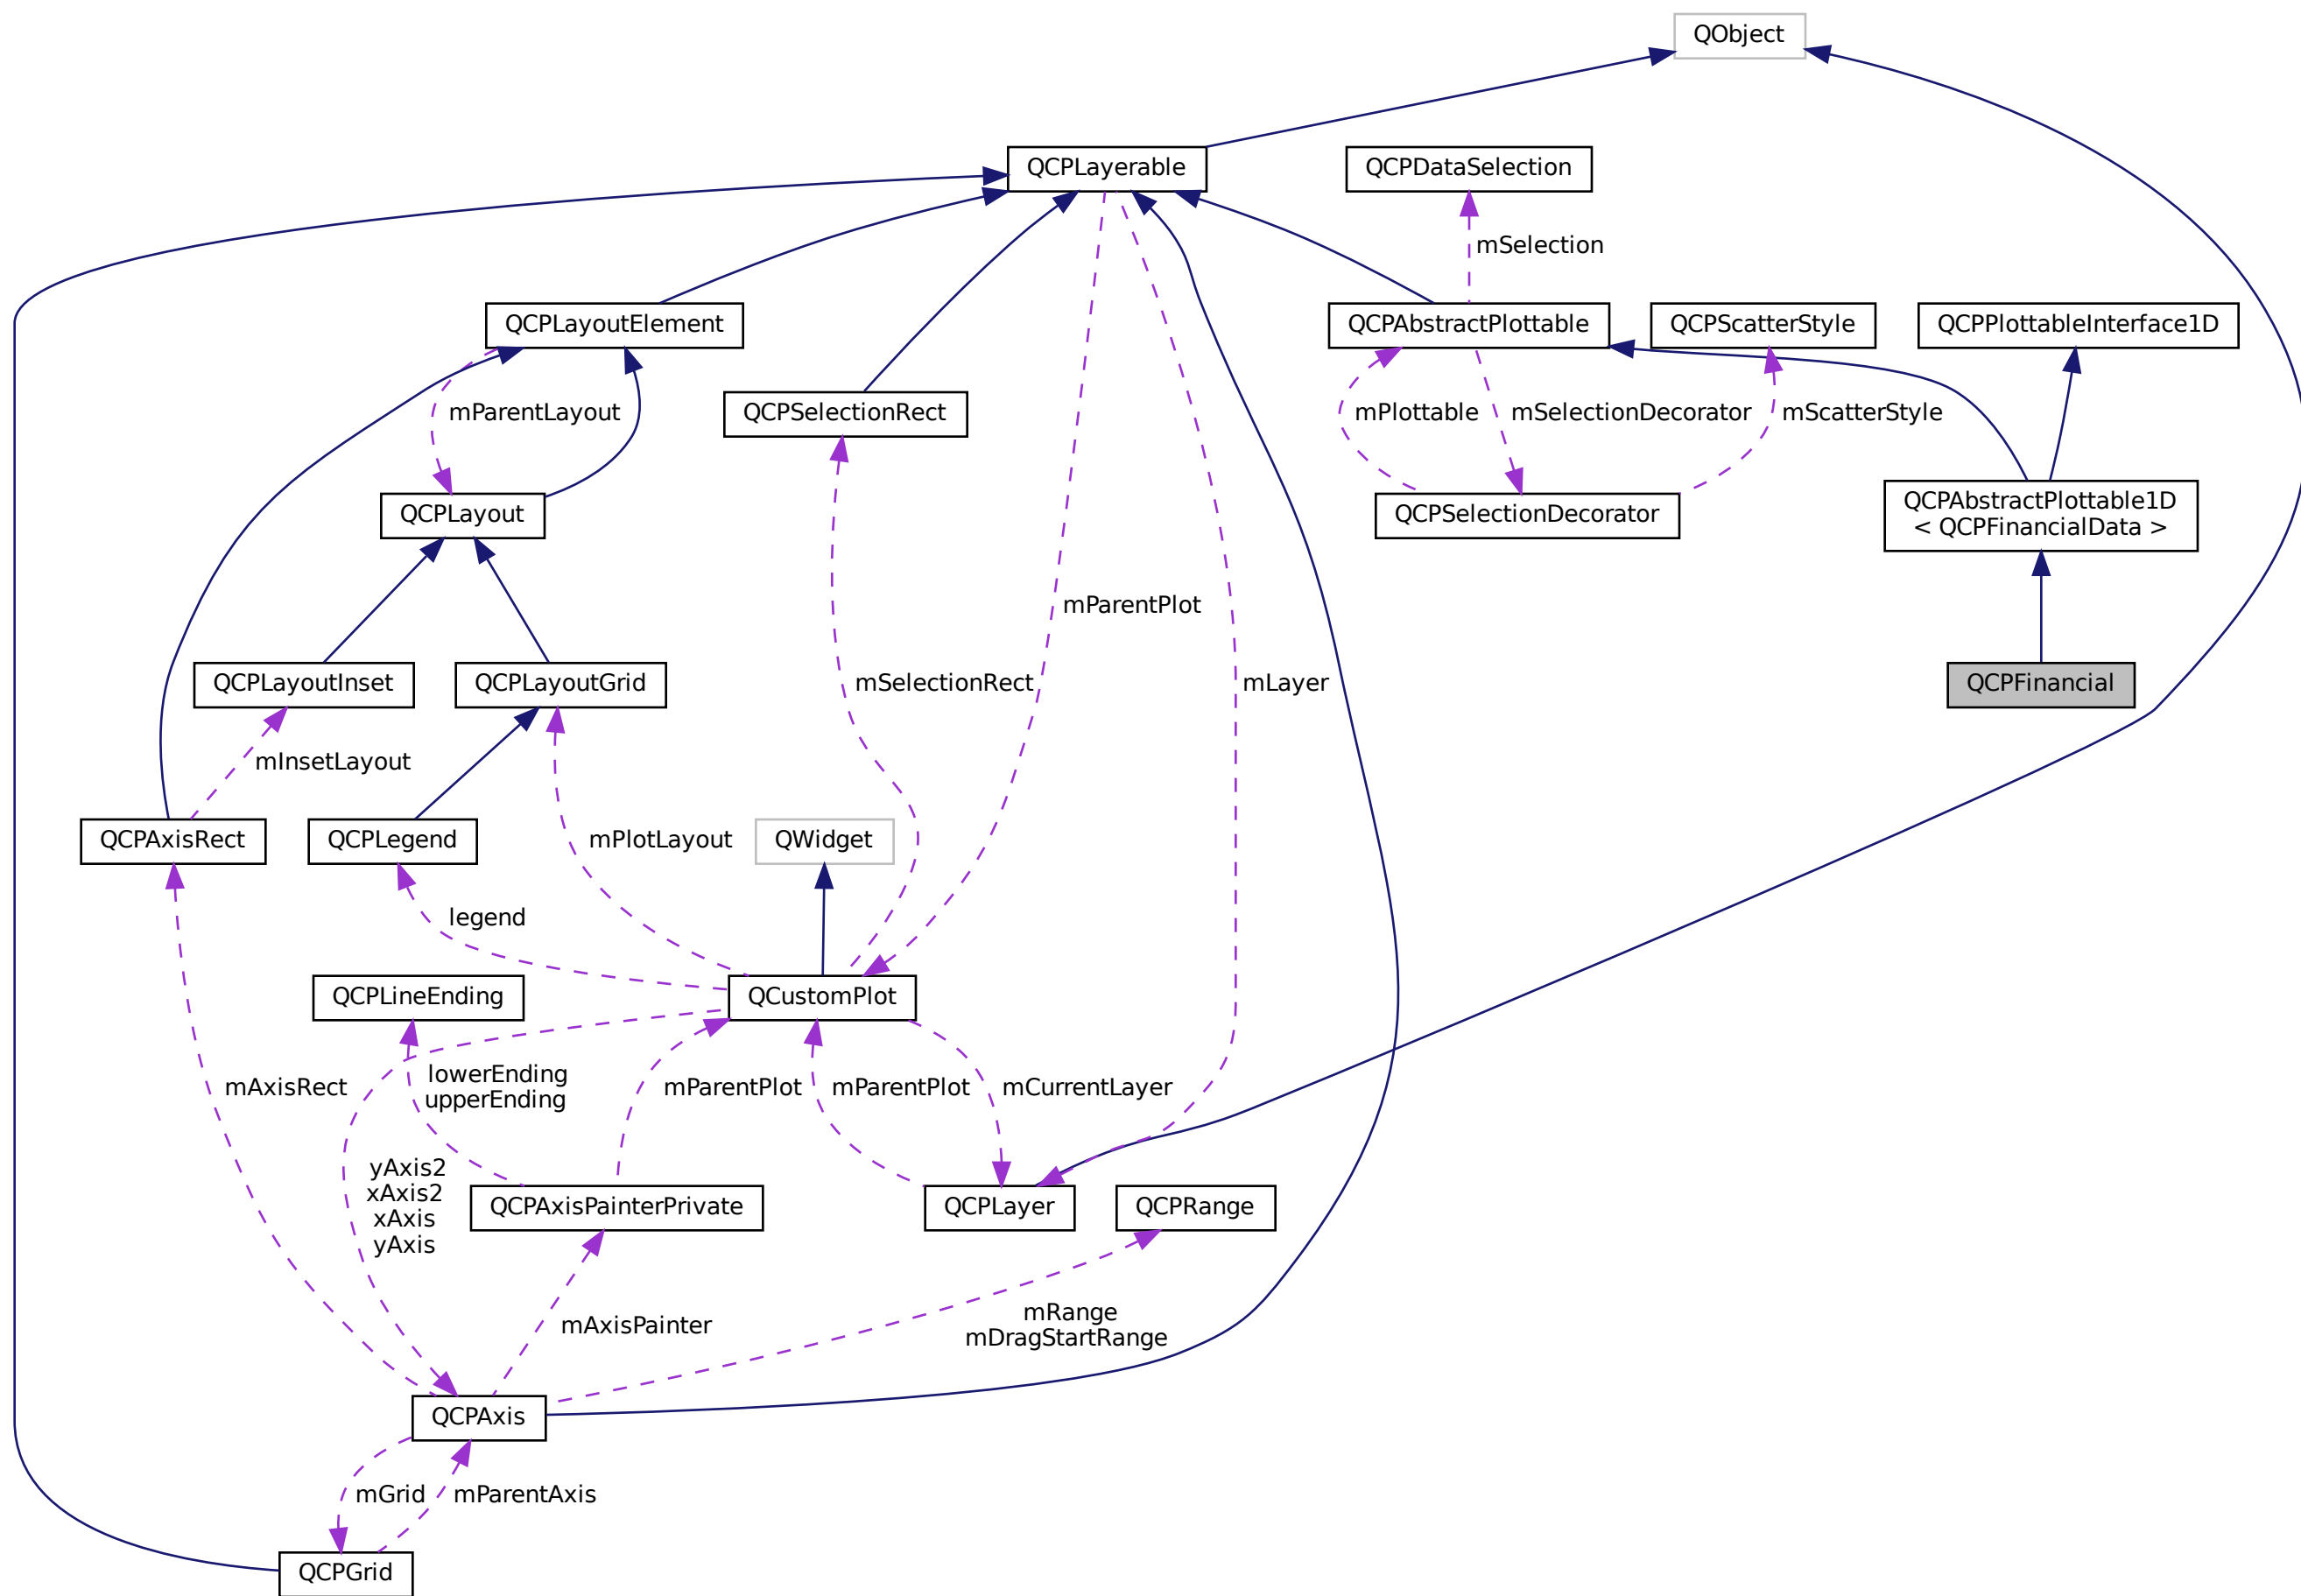 QObject
QCPLayerable
QCPDataSelection
mSelection
QCPLayoutElement
QCPAbstractPlottable
QCPScatterStyle
QCPPlottableInterface1D
mParentLayout
QCPSelectionRect
mPlottable
mSelectionDecorator
mScatterStyle
QCPLayout
QCPSelectionDecorator
QCPAbstractPlottable1D
< QCPFinancialData >
mParentPlot
QCPLayoutInset
QCPLayoutGrid
mSelectionRect
mLayer
QCPFinancial
mInsetLayout
QCPAxisRect
QCPLegend
mPlotLayout
QWidget
legend
QCPLineEnding
QCustomPlot
mAxisRect
lowerEnding
upperEnding
mParentPlot
mParentPlot
mCurrentLayer
yAxis2
xAxis2
xAxis
yAxis
QCPAxisPainterPrivate
QCPLayer
QCPRange
mAxisPainter
mRange
mDragStartRange
QCPAxis
mGrid
mParentAxis
QCPGrid